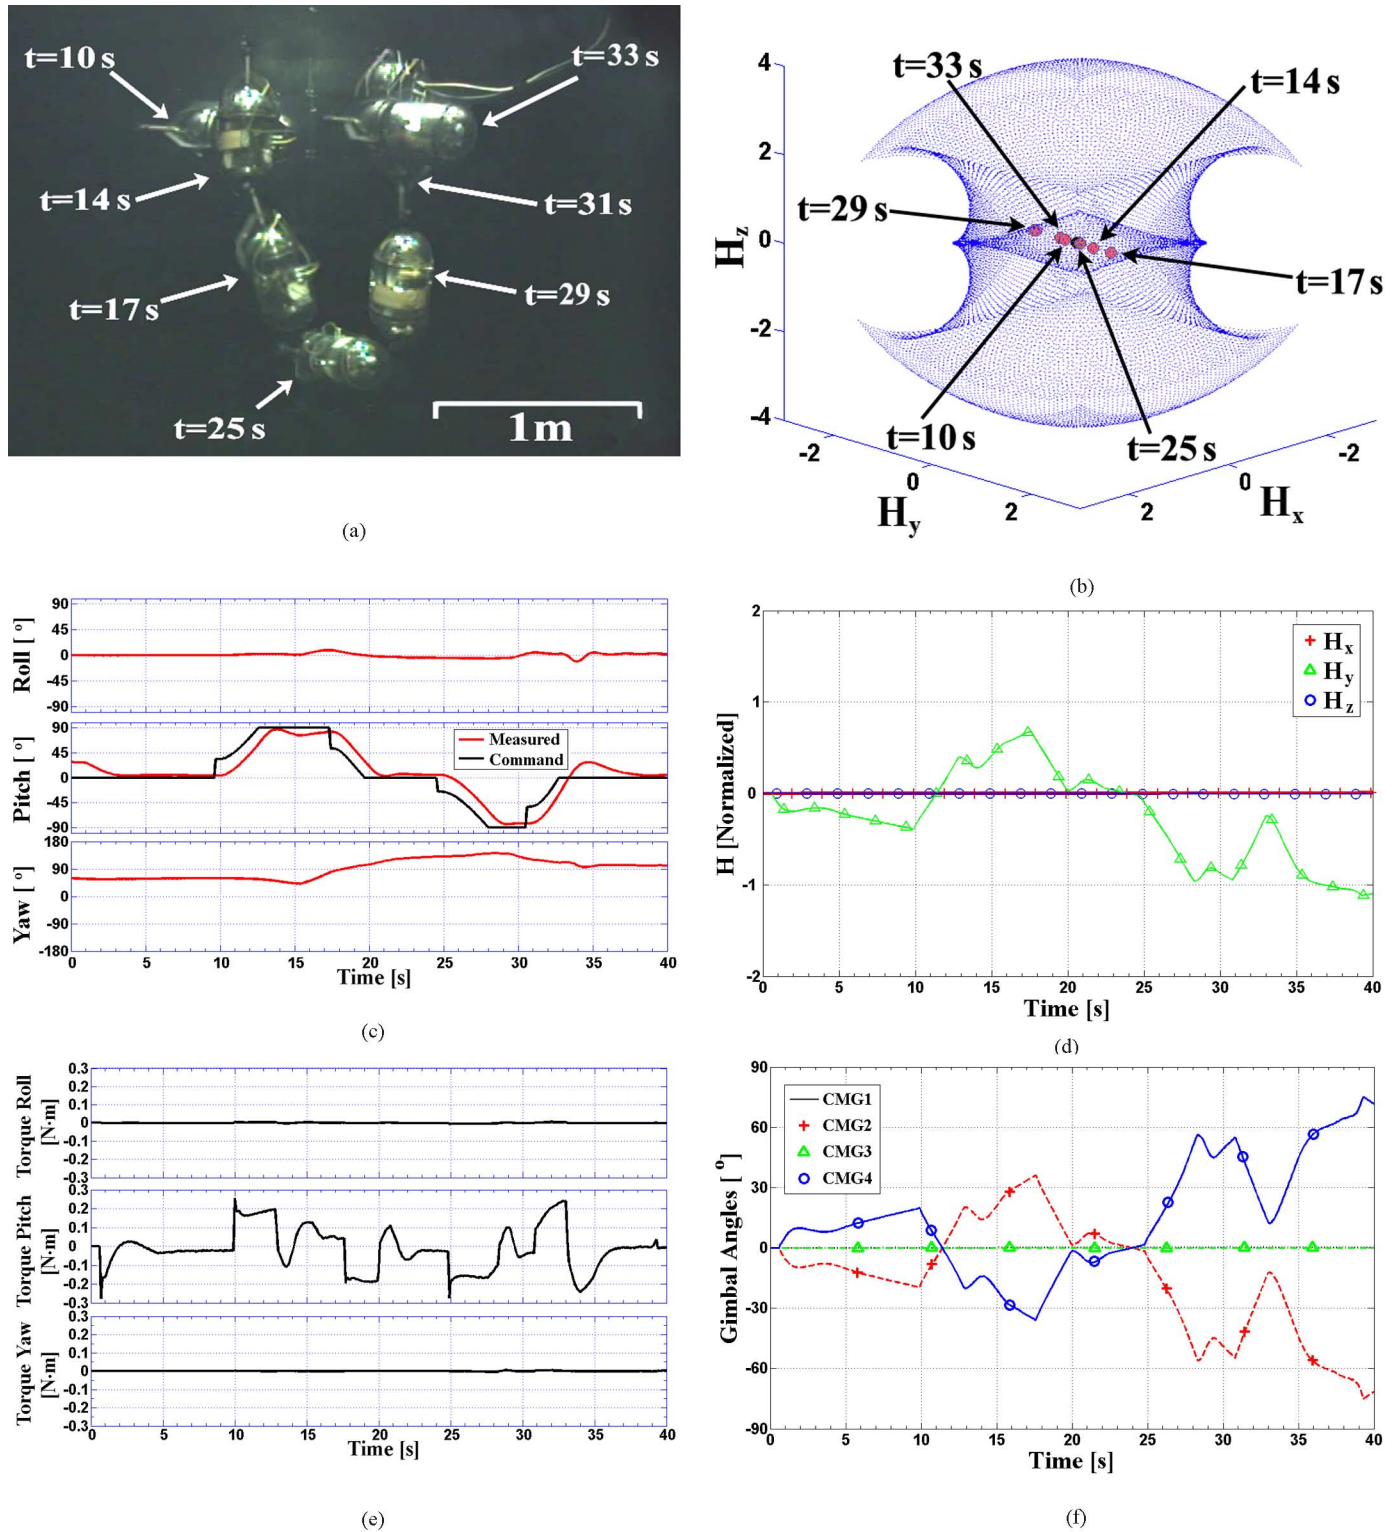 t=10 s
t=33 s
t=14 s
t=31 s
t=17 s
t=29 s
t=25 s
1m
(a)
t=33 s
t=14 s
t=29 s
t=17 s
t=10 s
t=25 s
4
2
0
-2
-4
Hz
-2
0
2
Hy
2
0
-2
Hx
(b)
Roll [ º]
90
45
0
-45
-90
Pitch [ º]
90
45
0
-45
-90
Measured
Command
Yaw [ º]
180
90
0
-90
-180
0 5 10 15 20 25 30 35 40
Time [s]
(c)
H [Normalized]
2
1
0
-1
-2
Hx
Hy
Hz
0 5 10 15 20 25 30 35 40
Time [s]
(d)
Torque Roll
[N·m]
0.3
0.2
0.1
0
-0.1
-0.2
-0.3
Torque Pitch
[N·m]
0.3
0.2
0.1
0
-0.1
-0.2
-0.3
Torque Yaw
[N·m]
0.3
0.2
0.1
0
-0.1
-0.2
-0.3
0 5 10 15 20 25 30 35 40
Time [s]
(e)
Gimbal Angles [ º]
90
60
30
0
-30
-60
-90
CMG1
CMG2
CMG3
CMG4
0 5 10 15 20 25 30 35 40
Time [s]
(f)